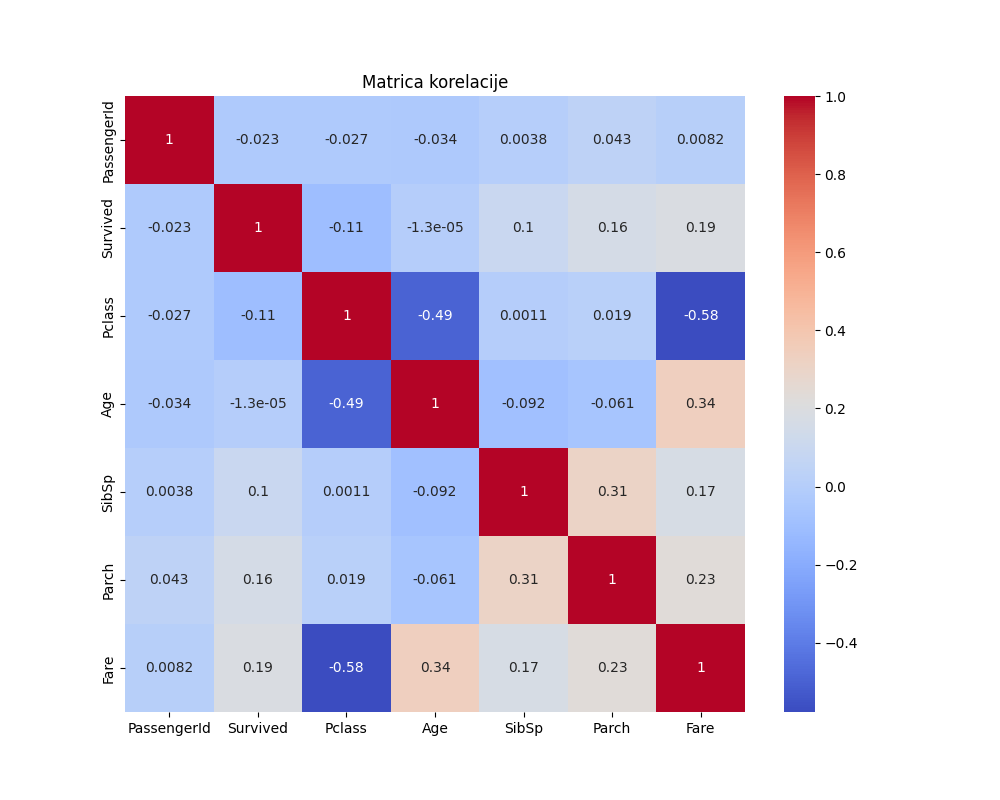 Matrica korelacije
PassengerId 1 -0.023 -0.027 -0.034 0.0038 0.043 0.0082
Survived -0.023 1 -0.11 -1.3e-05 0.1 0.16 0.19
Pclass -0.027 -0.11 1 -0.49 0.0011 0.019 -0.58
Age -0.034 -1.3e-05 -0.49 1 -0.092 -0.061 0.34
SibSp 0.0038 0.1 0.0011 -0.092 1 0.31 0.17
Parch 0.043 0.16 0.019 -0.061 0.31 1 0.23
Fare 0.0082 0.19 -0.58 0.34 0.17 0.23 1
PassengerId Survived Pclass Age SibSp Parch Fare
1.0
0.8
0.6
0.4
0.2
0.0
−0.2
−0.4